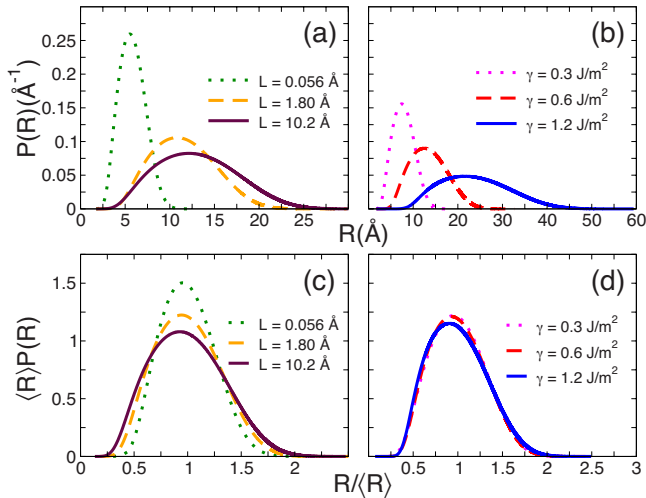 (a)
P(R)(Å⁻¹)
0.25
0.2
0.15
0.1
0.05
0
L = 0.056 Å
L = 1.80 Å
L = 10.2 Å
0 5 10 15 20 25 30
(b)
γ = 0.3 J/m²
γ = 0.6 J/m²
γ = 1.2 J/m²
0 10 20 30 40 50 60
R(Å)
(c)
⟨R⟩P(R)
1.5
1
0.5
0
L = 0.056 Å
L = 1.80 Å
L = 10.2 Å
0 0.5 1 1.5 2
(d)
γ = 0.3 J/m²
γ = 0.6 J/m²
γ = 1.2 J/m²
0.5 1 1.5 2 2.5 3
R/⟨R⟩